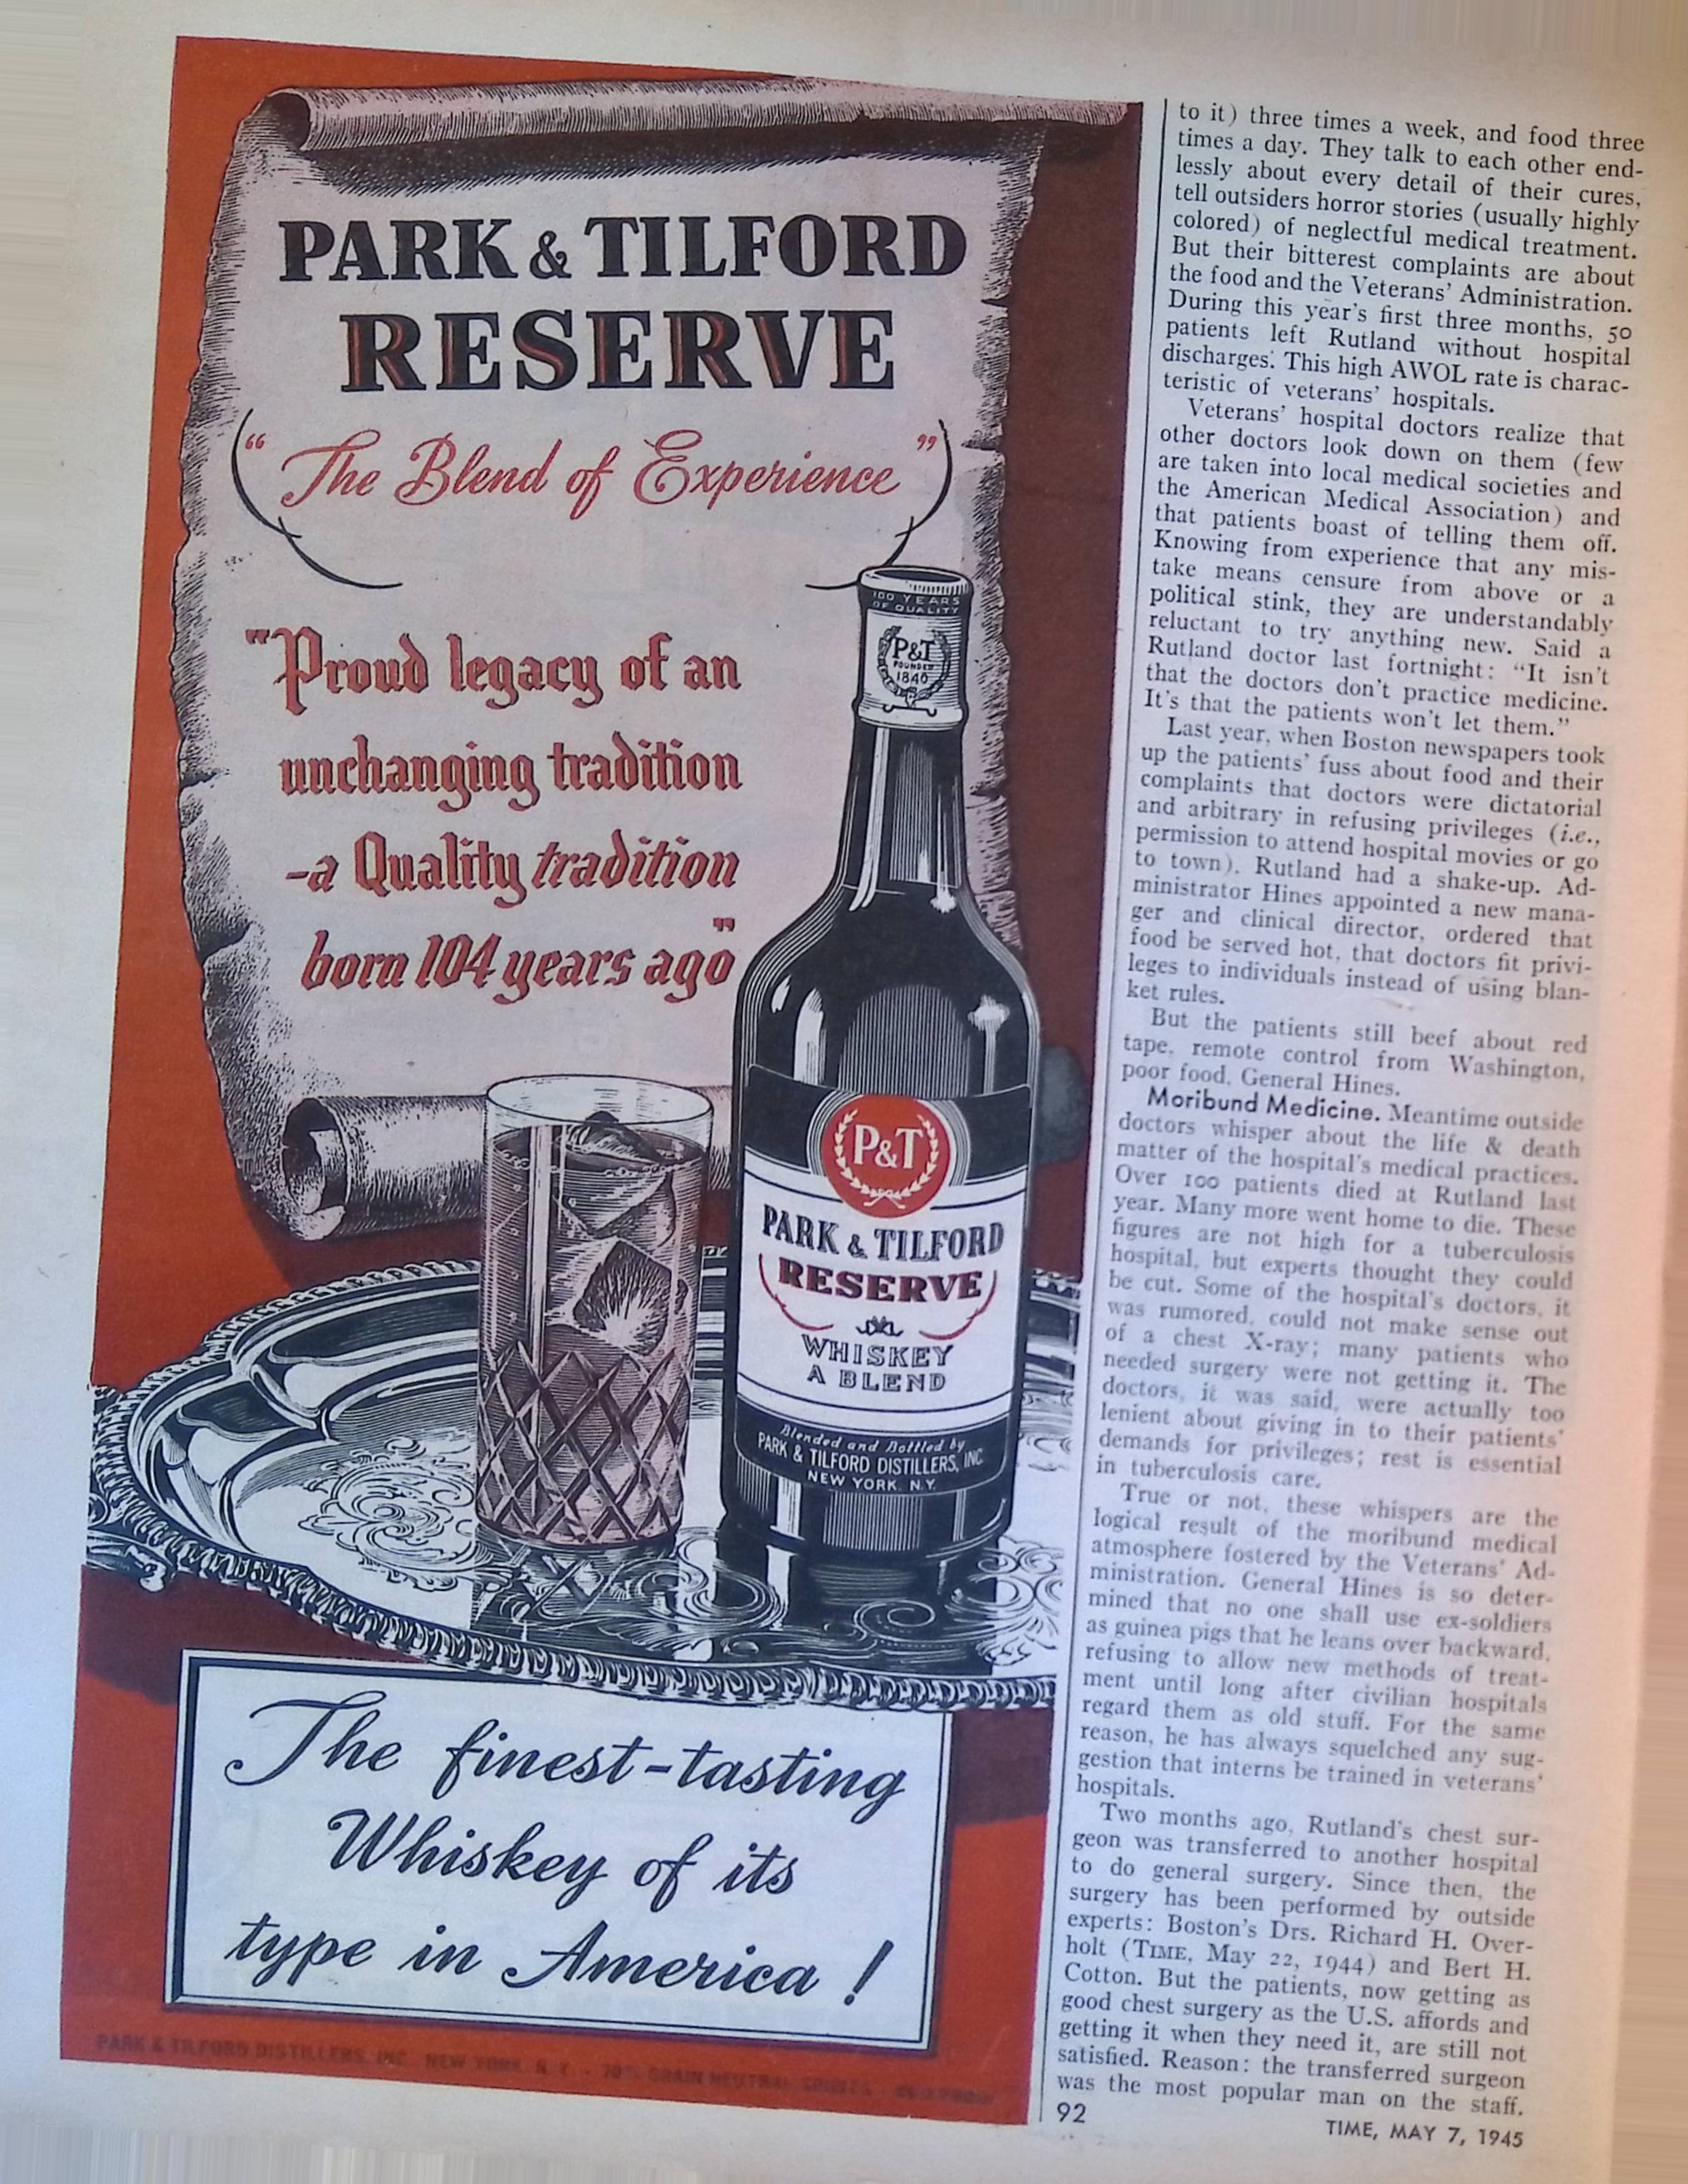 PARK & TILFORD
RESERVE
“The Blend of Experience”
"Proud legacy of an
unchanging tradition
-a Quality tradition
born 104 years ago"
100 YEARS
OF QUALITY
P&T
FOUNDED
1840
P&T
PARK & TILFORD
RESERVE
WHISKEY
A BLEND
Blended and Bottled by
PARK & TILFORD DISTILLERS, INC.
NEW YORK, N.Y.
The finest-tasting
Whiskey of its
type in America!
PARK & TILFORD DISTILLERS, INC. NEW YORK, N. Y. • 70% GRAIN NEUTRAL SPIRITS
to it) three times a week, and food three
times a day. They talk to each other end-
lessly about every detail of their cures,
tell outsiders horror stories (usually highly
colored) of neglectful medical treatment.
But their bitterest complaints are about
the food and the Veterans' Administration.
During this year's first three months, 50
patients left Rutland without hospital
discharges. This high AWOL rate is charac-
teristic of veterans' hospitals.
Veterans' hospital doctors realize that
other doctors look down on them (few
are taken into local medical societies and
the American Medical Association) and
that patients boast of telling them off.
Knowing from experience that any mis-
take means censure from above or a
political stink, they are understandably
reluctant to try anything new. Said a
Rutland doctor last fortnight: “It isn't
that the doctors don't practice medicine.
It's that the patients won't let them.”
Last year, when Boston newspapers took
up the patients' fuss about food and their
complaints that doctors were dictatorial
and arbitrary in refusing privileges (i.e.,
permission to attend hospital movies or go
to town), Rutland had a shake-up. Ad-
ministrator Hines appointed a new mana-
ger and clinical director, ordered that
food be served hot, that doctors fit privi-
leges to individuals instead of using blan-
ket rules.
But the patients still beef about red
tape, remote control from Washington,
poor food, General Hines.
Moribund Medicine. Meantime outside
doctors whisper about the life & death
matter of the hospital's medical practices.
Over 100 patients died at Rutland last
year. Many more went home to die. These
figures are not high for a tuberculosis
hospital, but experts thought they could
be cut. Some of the hospital's doctors, it
was rumored, could not make sense out
of a chest X-ray; many patients who
needed surgery were not getting it. The
doctors, it was said, were actually too
lenient about giving in to their patients'
demands for privileges; rest is essential
in tuberculosis care.
True or not, these whispers are the
logical result of the moribund medical
atmosphere fostered by the Veterans' Ad-
ministration. General Hines is so deter-
mined that no one shall use ex-soldiers
as guinea pigs that he leans over backward,
refusing to allow new methods of treat-
ment until long after civilian hospitals
regard them as old stuff. For the same
reason, he has always squelched any sug-
gestion that interns be trained in veterans'
hospitals.
Two months ago, Rutland's chest sur-
geon was transferred to another hospital
to do general surgery. Since then, the
surgery has been performed by outside
experts: Boston's Drs. Richard H. Over-
holt (TIME, May 22, 1944) and Bert H.
Cotton. But the patients, now getting as
good chest surgery as the U.S. affords and
getting it when they need it, are still not
satisfied. Reason: the transferred surgeon
was the most popular man on the staff.
92
TIME, MAY 7, 1945